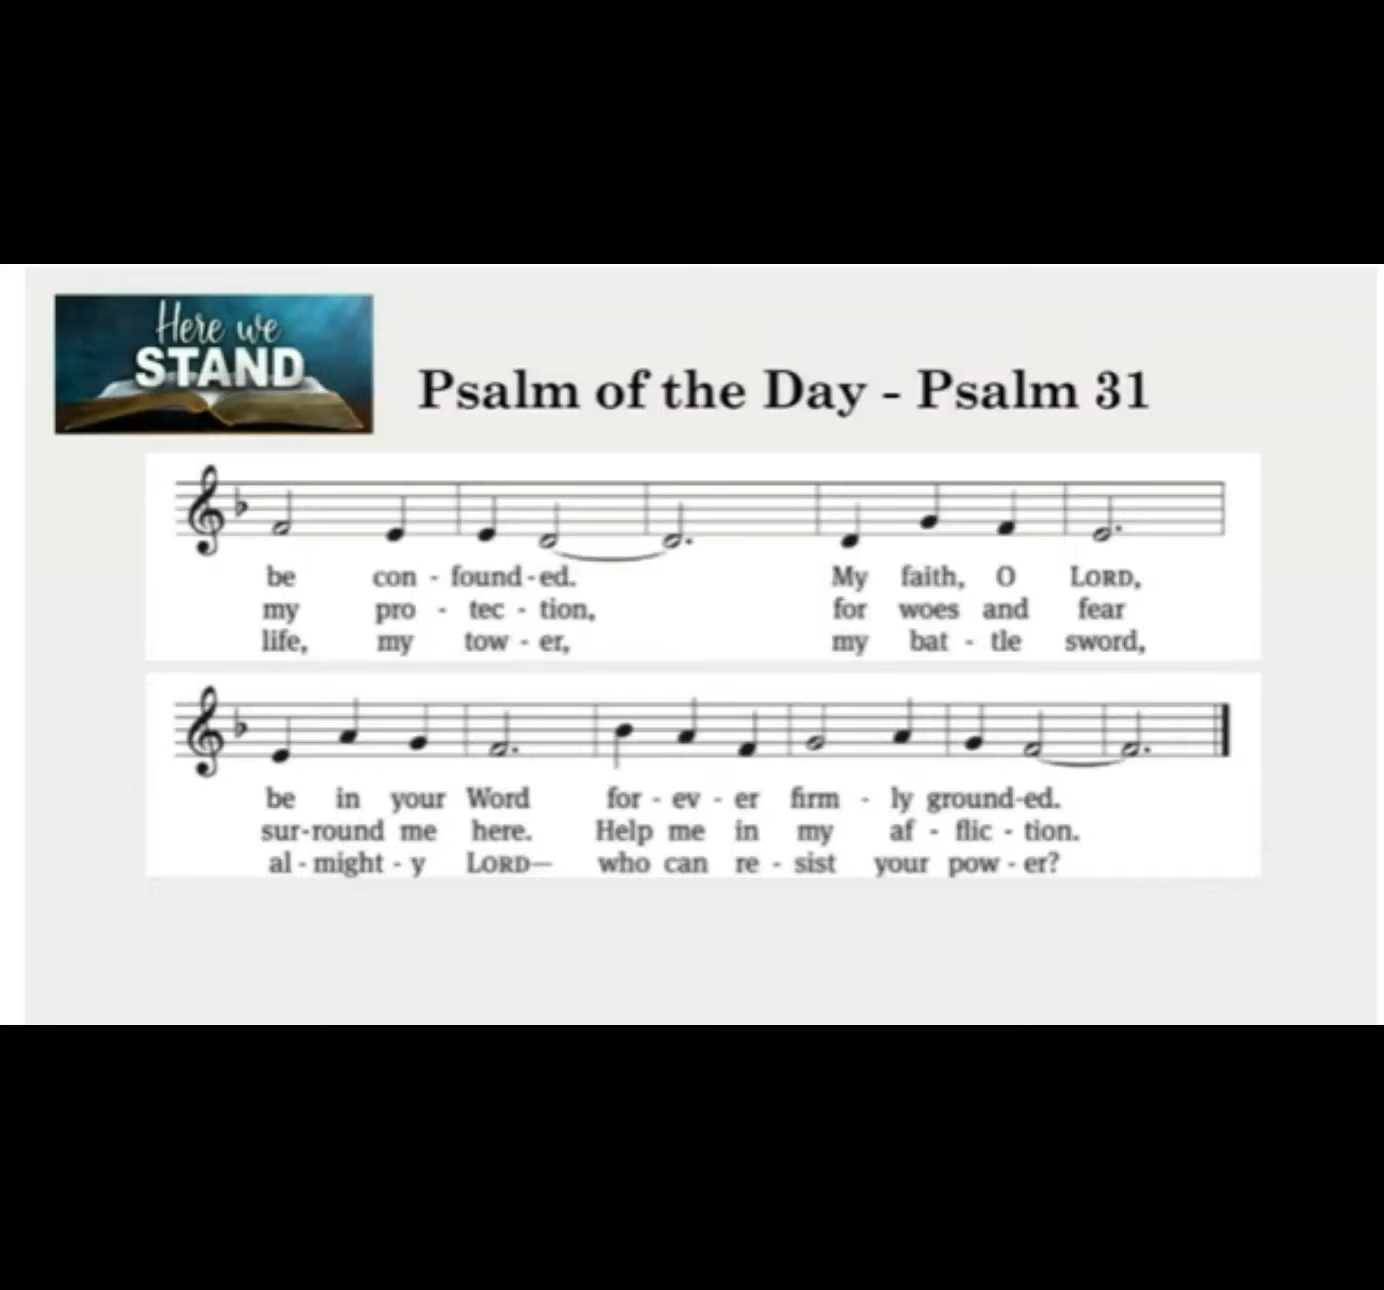 Here we
STAND
Psalm of the Day - Psalm 31
be con - found - ed. My faith, O LORD,
my pro - tec - tion, for woes and fear
life, my tow - er, my bat - tle sword,
be in your Word for - ev - er firm - ly ground-ed.
sur-round me here. Help me in my af - flic - tion.
al - might - y LORD— who can re - sist your pow - er?